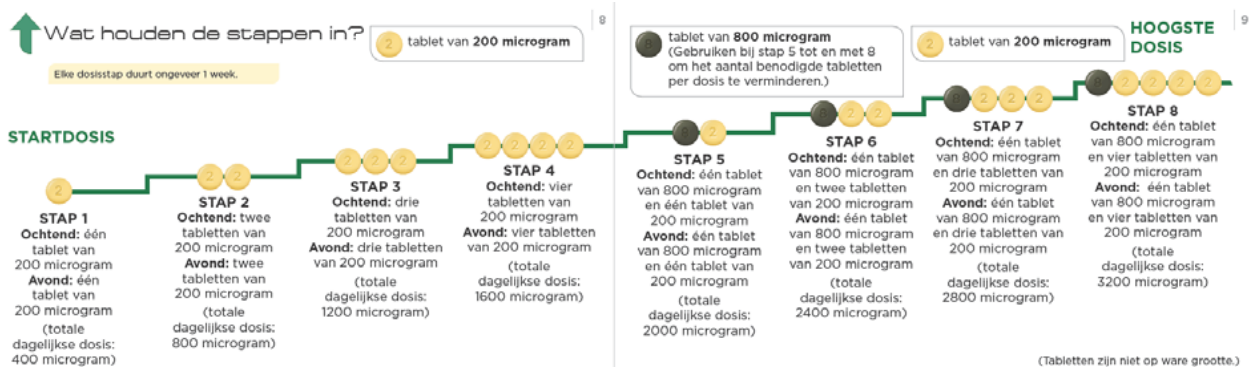 Wat houden de stappen in?
2 tablet van 200 microgram
8
Elke dosisstap duurt ongeveer 1 week.
STARTDOSIS
2
STAP 1
Ochtend: één
tablet van
200 microgram
Avond: één
tablet van
200 microgram
(totale
dagelijkse dosis:
400 microgram)
2 2
STAP 2
Ochtend: twee
tabletten van
200 microgram
Avond: twee
tabletten van
200 microgram
(totale
dagelijkse dosis:
800 microgram)
2 2 2
STAP 3
Ochtend: drie
tabletten van
200 microgram
Avond: drie tabletten
van 200 microgram
(totale
dagelijkse dosis:
1200 microgram)
2 2 2 2
STAP 4
Ochtend: vier
tabletten van
200 microgram
Avond: vier tabletten
van 200 microgram
(totale
dagelijkse dosis:
1600 microgram)
8 tablet van 800 microgram
(Gebruiken bij stap 5 tot en met 8
om het aantal benodigde tabletten
per dosis te verminderen.)
2 tablet van 200 microgram
HOOGSTE
DOSIS
9
8 2
STAP 5
Ochtend: één tablet
van 800 microgram
en één tablet van
200 microgram
Avond: één tablet
van 800 microgram
en één tablet van
200 microgram
(totale
dagelijkse dosis:
2000 microgram)
8 2 2
STAP 6
Ochtend: één tablet
van 800 microgram
en twee tabletten
van 200 microgram
Avond: één tablet
van 800 microgram
en twee tabletten
van 200 microgram
(totale
dagelijkse dosis:
2400 microgram)
8 2 2 2
STAP 7
Ochtend: één tablet
van 800 microgram
en drie tabletten van
200 microgram
Avond: één tablet
van 800 microgram
en drie tabletten van
200 microgram
(totale
dagelijkse dosis:
2800 microgram)
8 2 2 2 2
STAP 8
Ochtend: één tablet
van 800 microgram
en vier tabletten van
200 microgram
Avond: één tablet
van 800 microgram
en vier tabletten van
200 microgram
(totale
dagelijkse dosis:
3200 microgram)
(Tabletten zijn niet op ware grootte.)